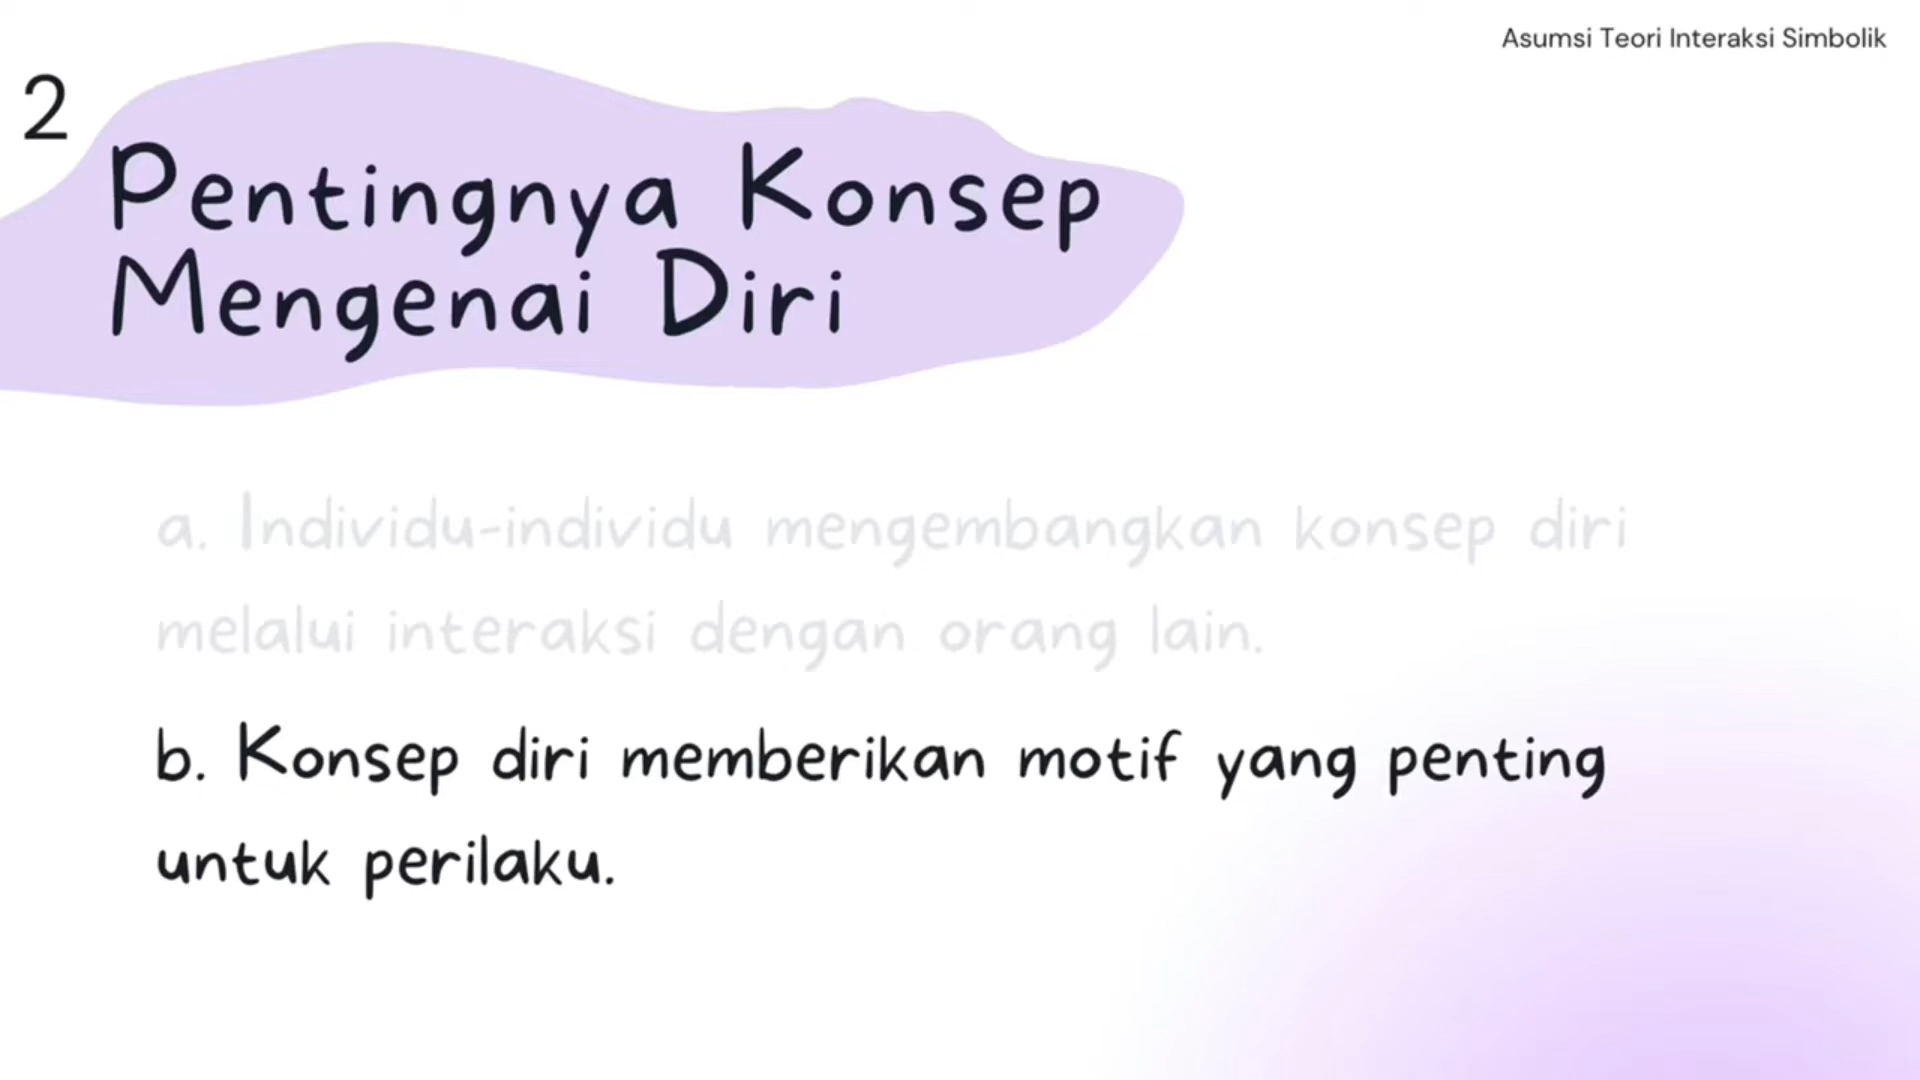 Asumsi Teori Interaksi Simbolik
2
Pentingnya Konsep
Mengenai Diri
a. Individu-individu mengembangkan konsep diri
melalui interaksi dengan orang lain.
b. Konsep diri memberikan motif yang penting
untuk perilaku.